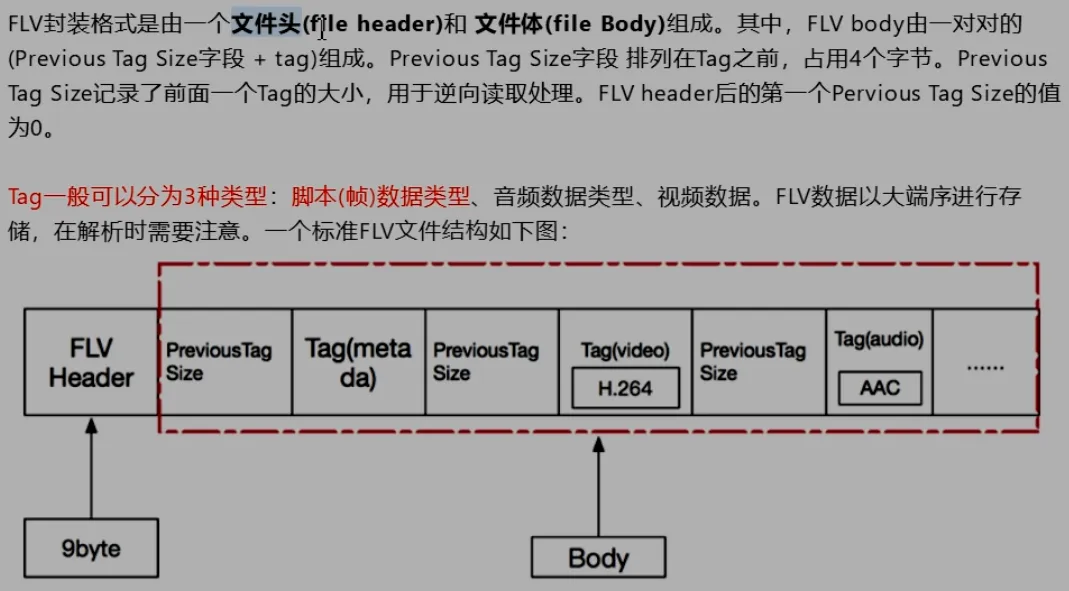 FLV封装格式是由一个文件头(file header)和 文件体(file Body)组成。其中，FLV body由一对对的
(Previous Tag Size字段 + tag)组成。Previous Tag Size字段 排列在Tag之前，占用4个字节。Previous
Tag Size记录了前面一个Tag的大小，用于逆向读取处理。FLV header后的第一个Pervious Tag Size的值
为0。
Tag一般可以分为3种类型：脚本(帧)数据类型、音频数据类型、视频数据。FLV数据以大端序进行存
储，在解析时需要注意。一个标准FLV文件结构如下图：
FLV
Header
PreviousTag
Size
Tag(meta
da)
PreviousTag
Size
Tag(video)
H.264
PreviousTag
Size
Tag(audio)
AAC
......
9byte
Body